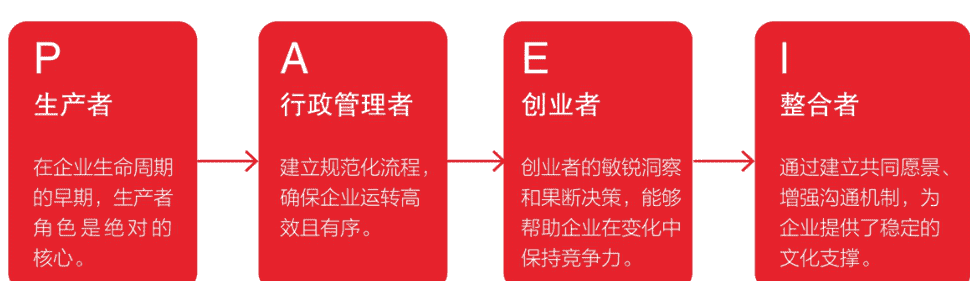 P
生产者
在企业生命周期
的早期，生产者
角色是绝对的
核心。
A
行政管理者
建立规范化流程，
确保企业运转高
效且有序。
E
创业者
创业者的敏锐洞察
和果断决策，能够
帮助企业在变化中
保持竞争力。
I
整合者
通过建立共同愿景、
增强沟通机制，为
企业提供了稳定的
文化支撑。